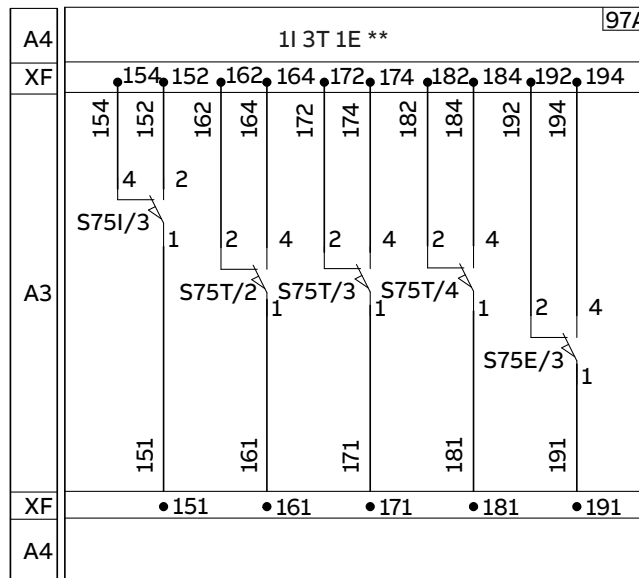 97A
A4 1I 3T 1E **
XF 154 152 162 164 172 174 182 184 192 194
154 152 162 164 172 174 182 184 192 194
4 2
S75I/3
1
2 4 2 4 2 4
S75T/2 S75T/3 S75T/4
1 1 1
A3
2 4
S75E/3
1
151 161 171 181 191
XF 151 161 171 181 191
A4